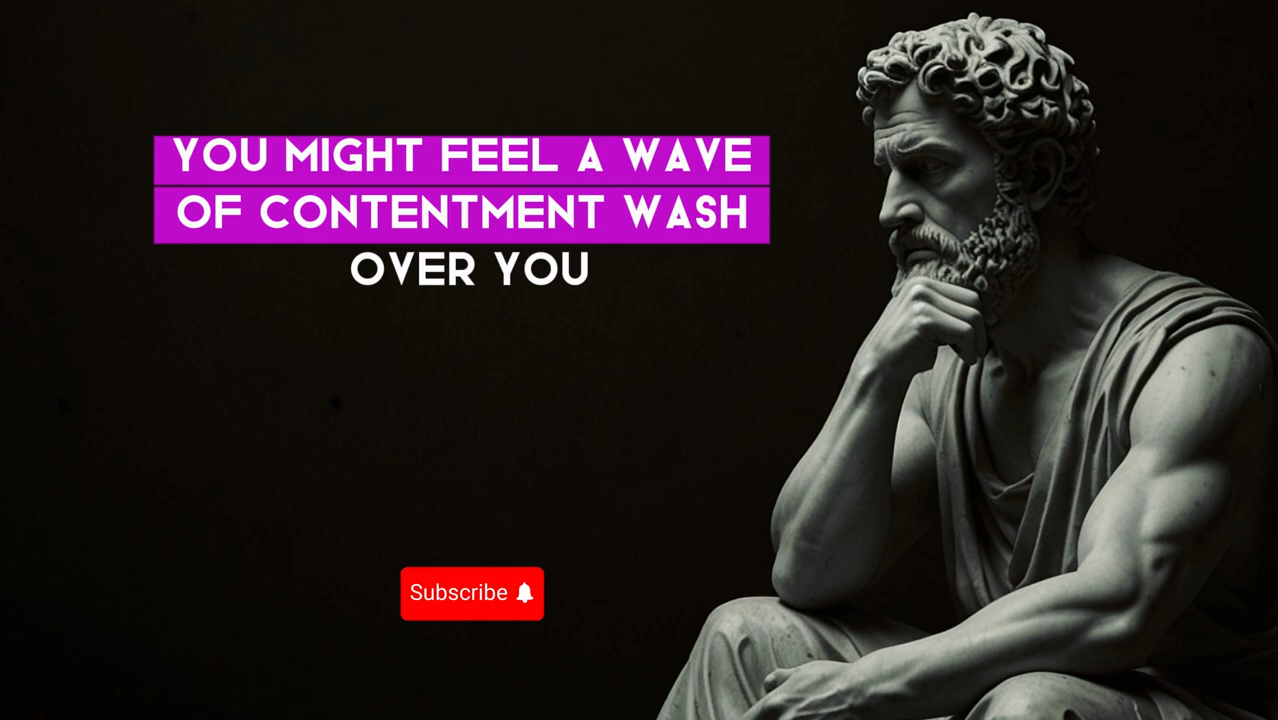 YOU MIGHT FEEL A WAVE
OF CONTENTMENT WASH
OVER YOU
Subscribe